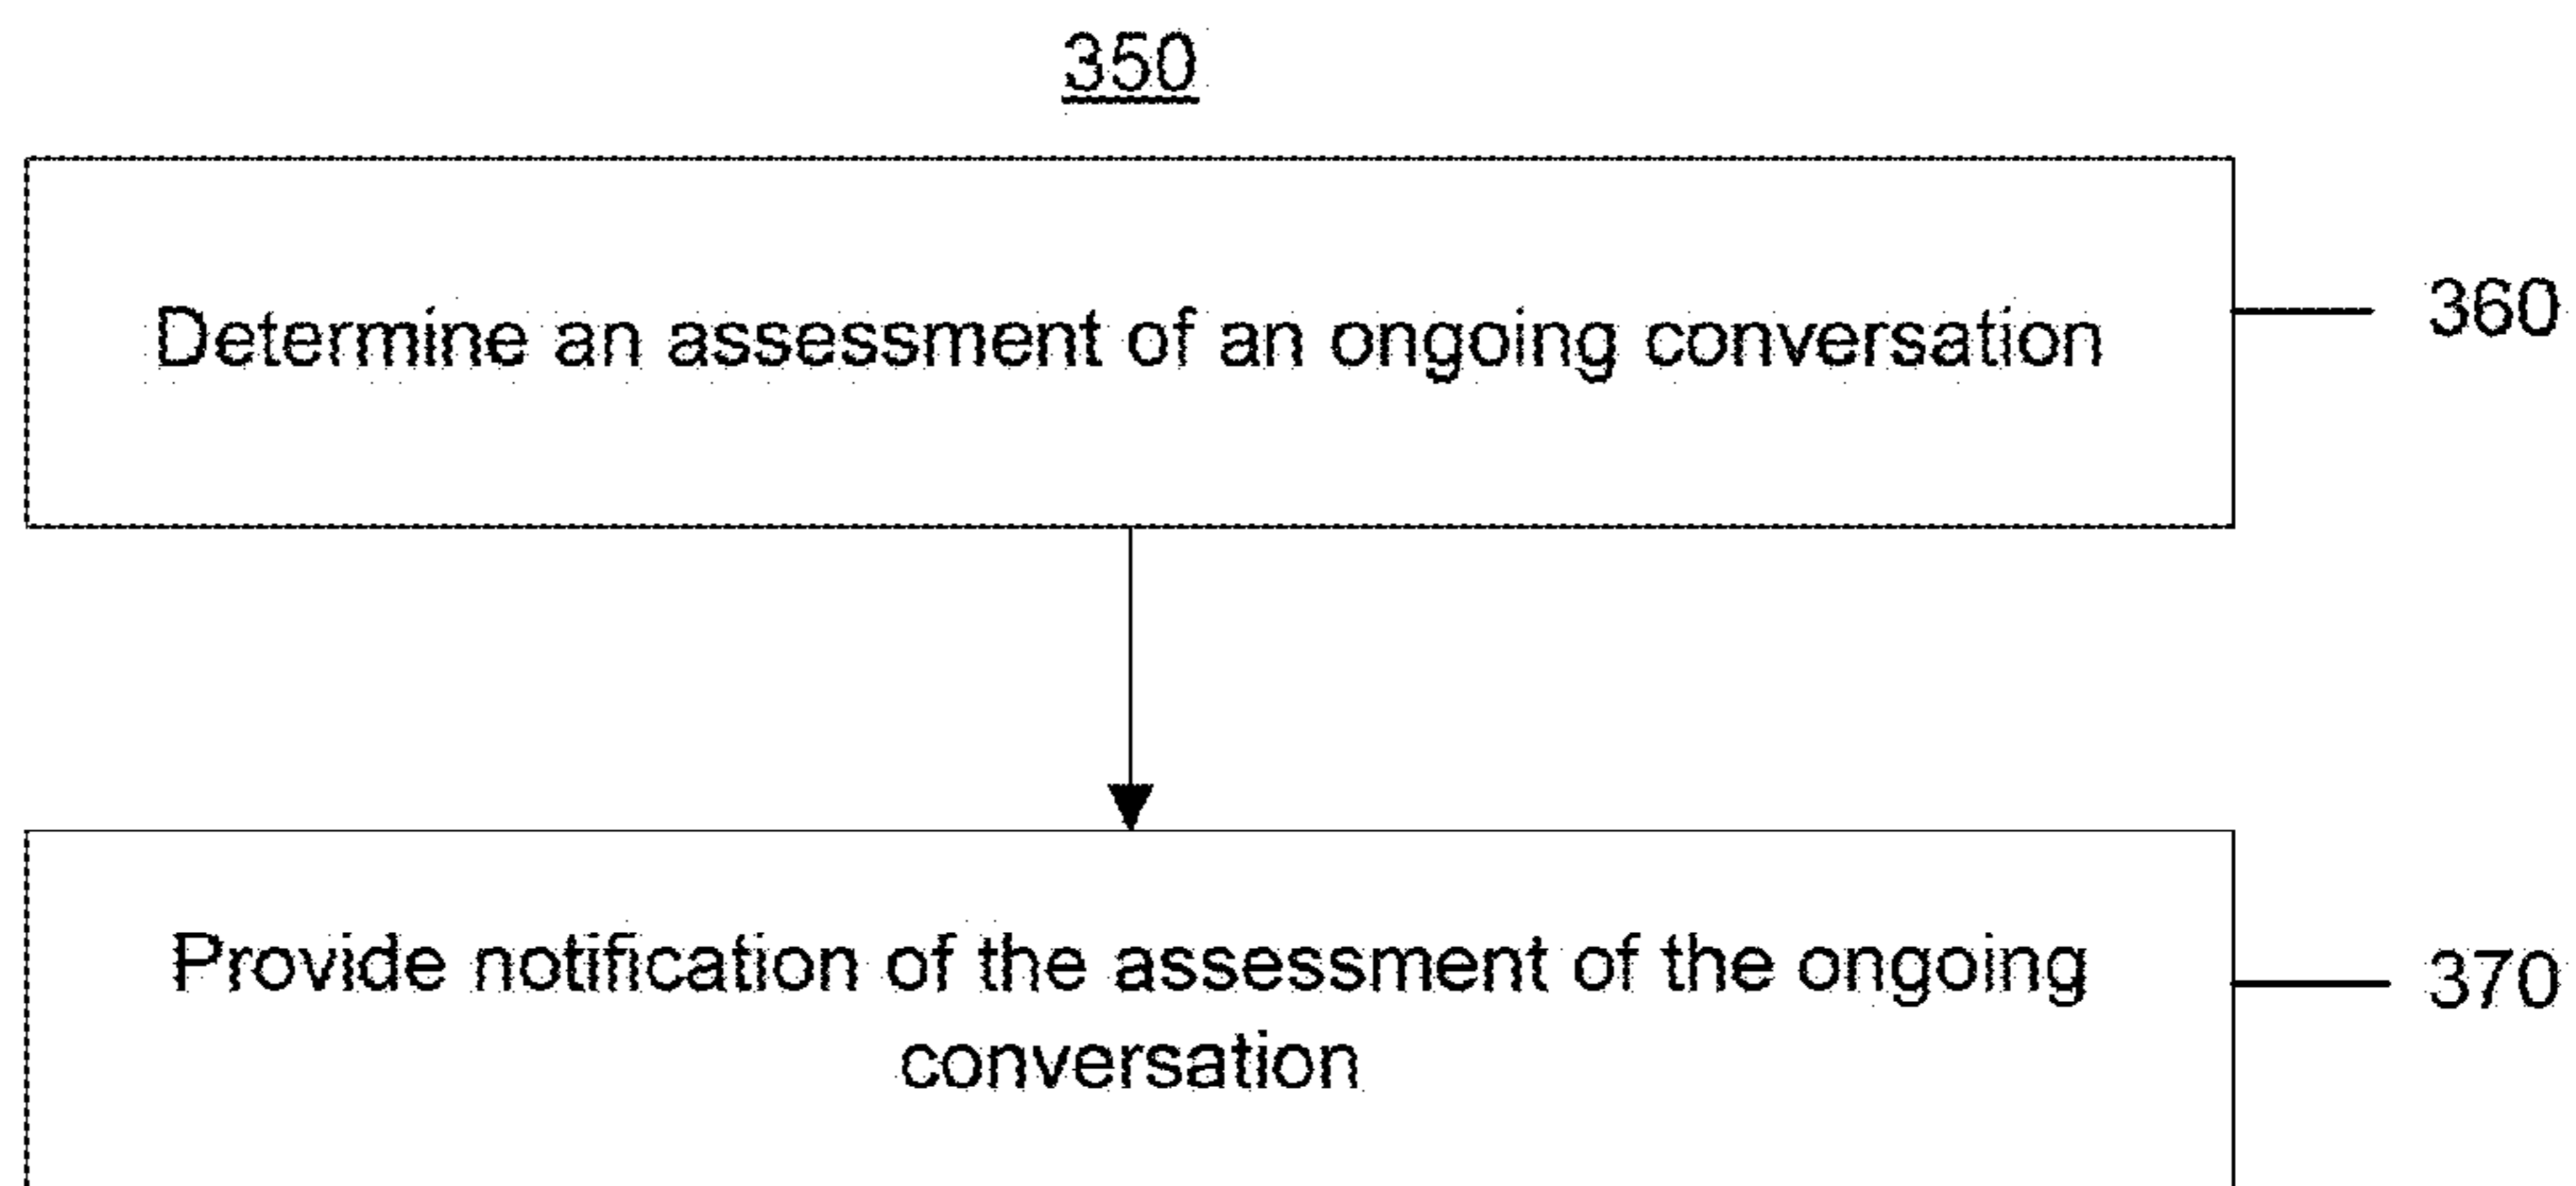 350
Determine an assessment of an ongoing conversation
360
Provide notification of the assessment of the ongoing
conversation
370